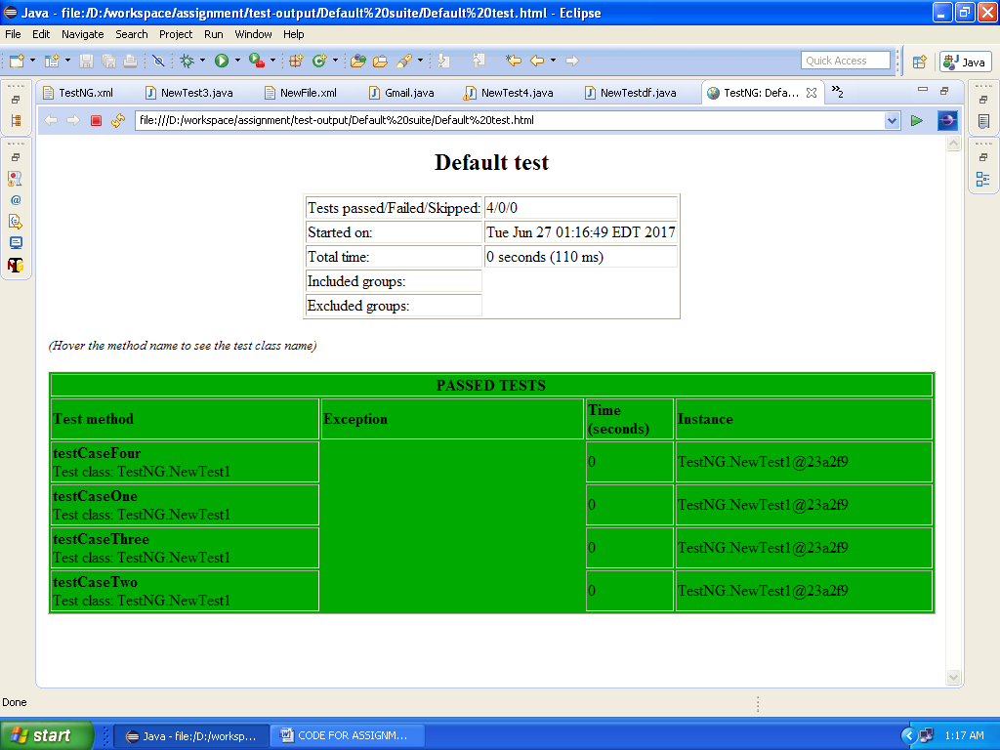 Java - file:/D:/workspace/assignment/test-output/Default%20suite/Default%20test.html - Eclipse
File Edit Navigate Search Project Run Window Help
Quick Access
Java
TestNG.xml NewTest3.java NewFile.xml Gmail.java NewTest4.java NewTestdf.java TestNG: Defa... »2
file:///D:/workspace/assignment/test-output/Default%20suite/Default%20test.html
Default test
Tests passed/Failed/Skipped: 4/0/0
Started on: Tue Jun 27 01:16:49 EDT 2017
Total time: 0 seconds (110 ms)
Included groups:
Excluded groups:
(Hover the method name to see the test class name)
PASSED TESTS
Test method Exception Time (seconds) Instance
testCaseFour
Test class: TestNG.NewTest1 0 TestNG.NewTest1@23a2f9
testCaseOne
Test class: TestNG.NewTest1 0 TestNG.NewTest1@23a2f9
testCaseThree
Test class: TestNG.NewTest1 0 TestNG.NewTest1@23a2f9
testCaseTwo
Test class: TestNG.NewTest1 0 TestNG.NewTest1@23a2f9
Done
start Java - file:/D:/worksp... CODE FOR ASSIGNM... 1:17 AM